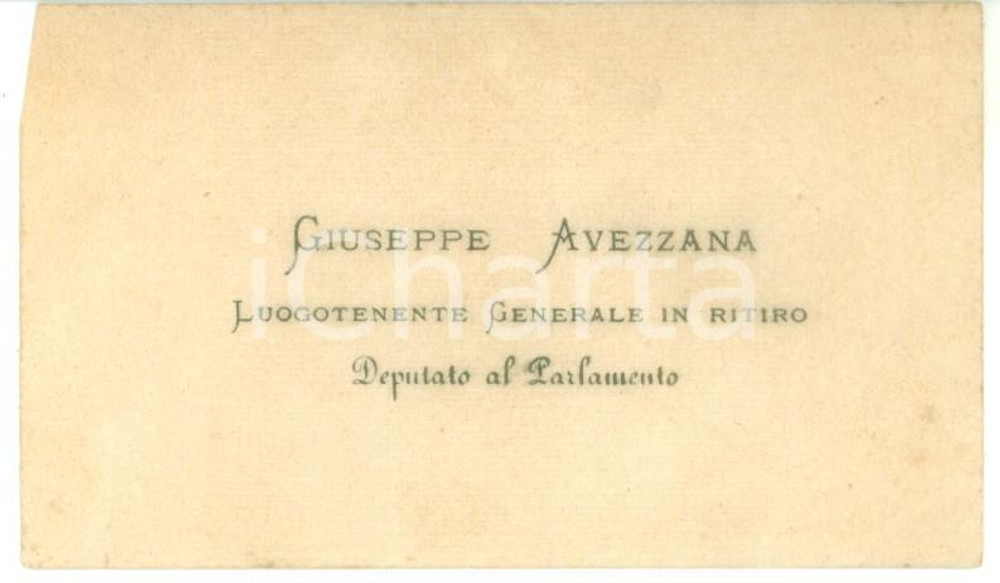 Giuseppe Avezzana
Luogotenente Generale in ritiro
Deputato al Parlamento
iCharta